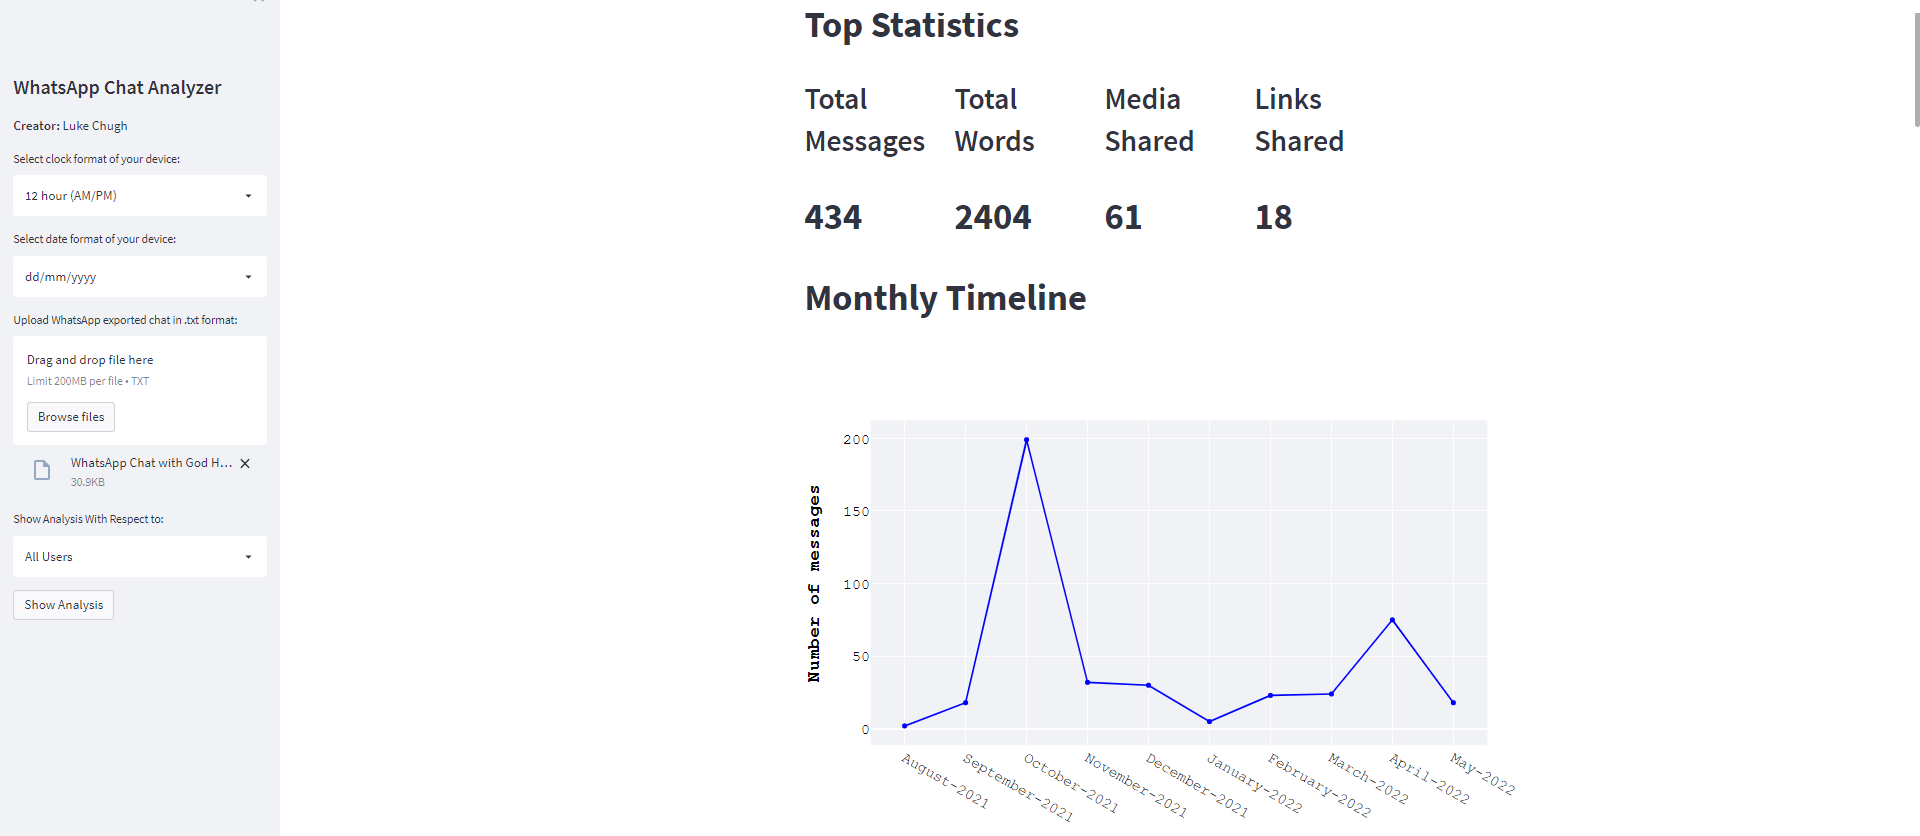 WhatsApp Chat Analyzer
Creator: Luke Chugh
Select clock format of your device:
12 hour (AM/PM)
Select date format of your device:
dd/mm/yyyy
Upload WhatsApp exported chat in .txt format:
Drag and drop file here
Limit 200MB per file • TXT
Browse files
WhatsApp Chat with God H...
30.9KB
Show Analysis With Respect to:
All Users
Show Analysis
Top Statistics
Total Messages
Total Words
Media Shared
Links Shared
434
2404
61
18
Monthly Timeline
Number of messages
200
150
100
50
0
August-2021
September-2021
October-2021
November-2021
December-2021
January-2022
February-2022
March-2022
April-2022
May-2022